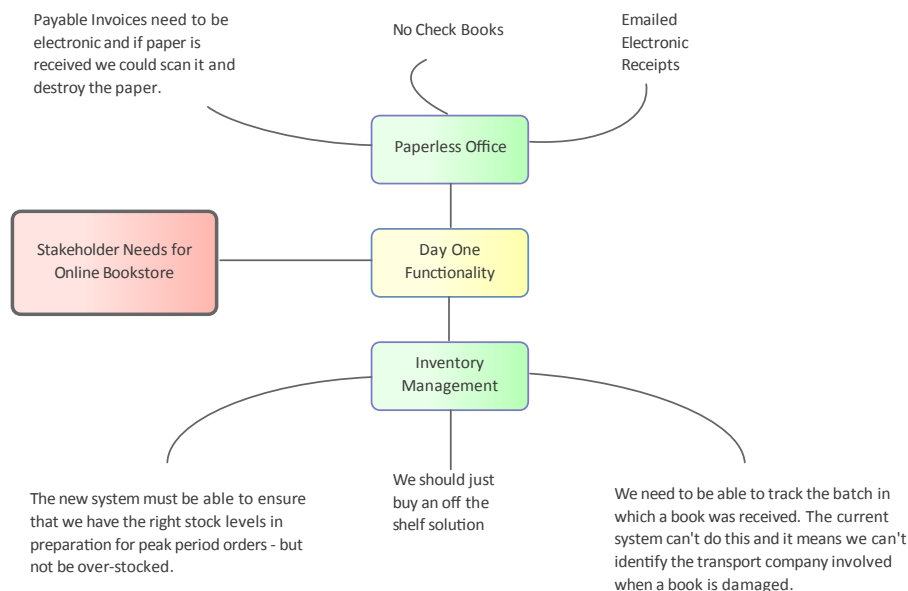 Payable Invoices need to be
electronic and if paper is
received we could scan it and
destroy the paper.
No Check Books
Emailed
Electronic
Receipts
Paperless Office
Stakeholder Needs for
Online Bookstore
Day One
Functionality
Inventory
Management
The new system must be able to ensure
that we have the right stock levels in
preparation for peak period orders - but
not be over-stocked.
We should just
buy an off the
shelf solution
We need to be able to track the batch in
which a book was received. The current
system can't do this and it means we can't
identify the transport company involved
when a book is damaged.